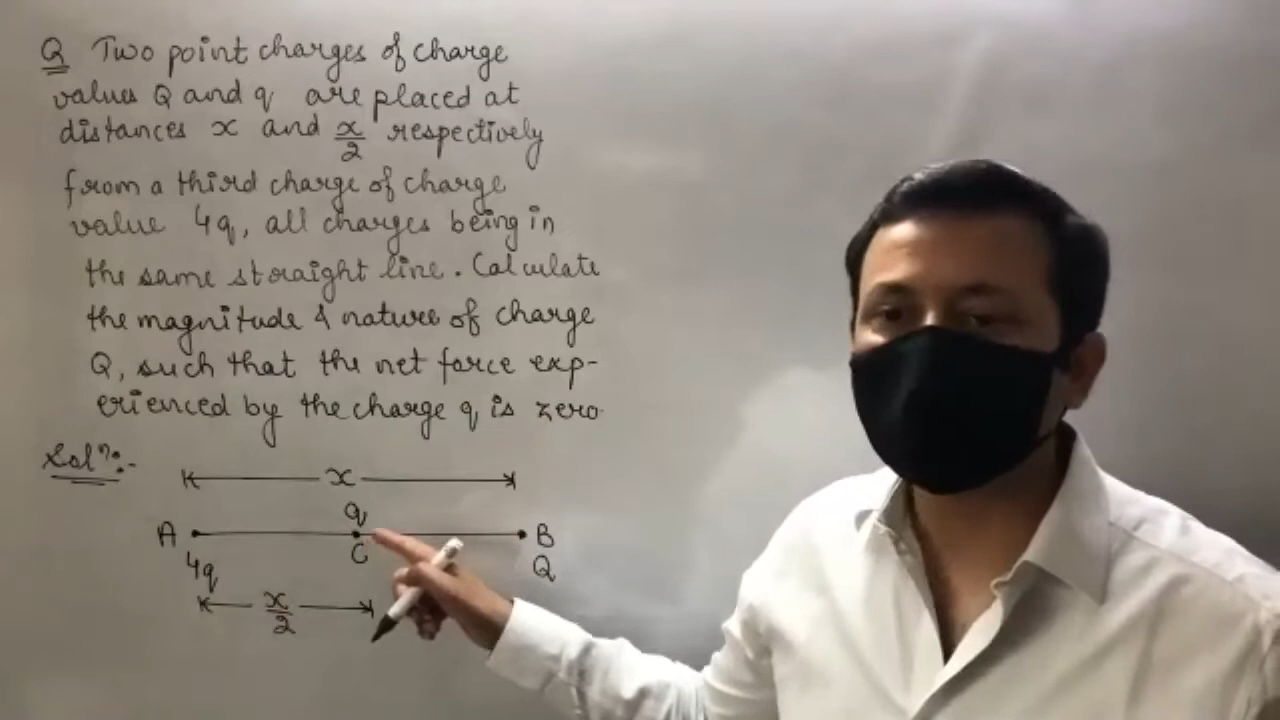 Q Two point charges of charge
values Q and q are placed at
distances x and x/2 respectively
from a third charge of charge
value 4q, all charges being in
the same straight line. Calculate
the magnitude & nature of charge
Q, such that the net force exp-
erienced by the charge q is zero.
Solⁿ:-
x
q
A C B
4q Q
x/2